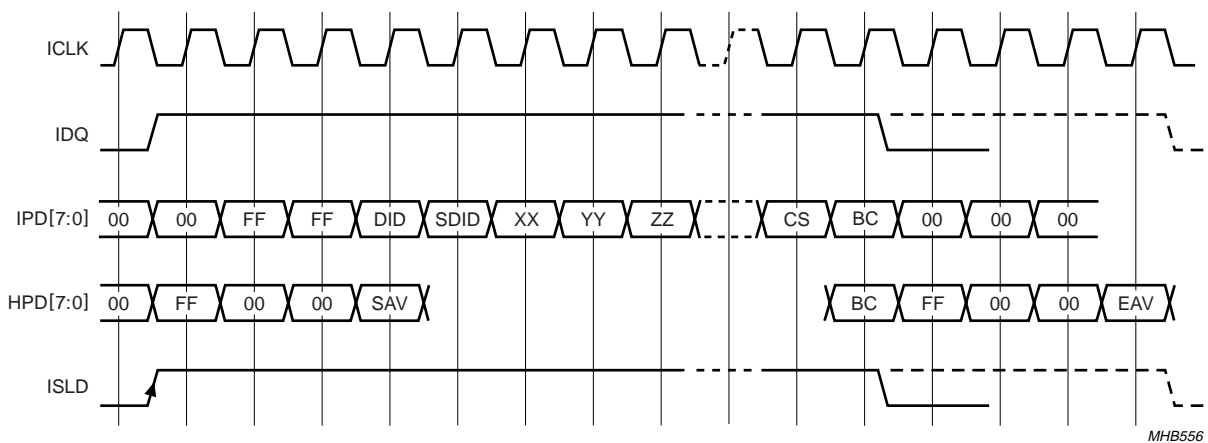 ICLK
IDQ
IPD[7:0] 00 00 FF FF DID SDID XX YY ZZ CS BC 00 00 00
HPD[7:0] 00 FF 00 00 SAV BC FF 00 00 EAV
ISLD
MHB556